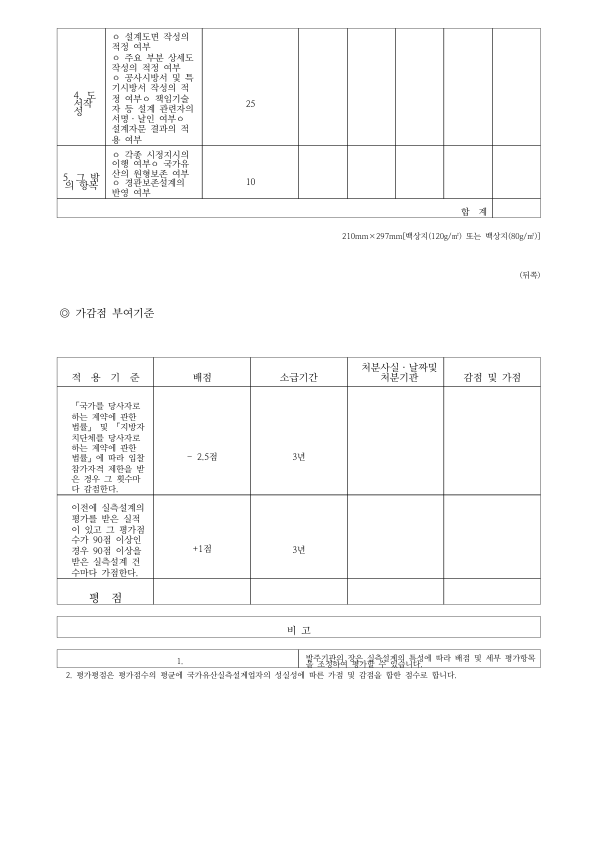 4. 도
서작
성
ㅇ 설계도면 작성의
적정 여부
ㅇ 주요 부분 상세도
작성의 적정 여부
ㅇ 공사시방서 및 특
기시방서 작성의 적
정 여부ㅇ 책임기술
자 등 설계 관련자의
서명·날인 여부ㅇ
설계자문 결과의 적
용 여부
25
5. 그 밖
의 항목
ㅇ 각종 시정지시의
이행 여부ㅇ 국가유
산의 원형보존 여부
ㅇ 경관보존설계의
반영 여부
10
합 계
210mm×297mm[백상지(120g/㎡) 또는 백상지(80g/㎡)]
(뒤쪽)
◎ 가감점 부여기준
적 용 기 준
배점
소급기간
처분사실·날짜및
처분기관
감점 및 가점
「국가를 당사자로
하는 계약에 관한
법률」 및 「지방자
치단체를 당사자로
하는 계약에 관한
법률」에 따라 입찰
참가자격 제한을 받
은 경우 그 횟수마
다 감점한다.
- 2.5점
3년
이전에 실측설계의
평가를 받은 실적
이 있고 그 평가점
수가 90점 이상인
경우 90점 이상을
받은 실측설계 건
수마다 가점한다.
+1점
3년
평 점
비 고
1.
발주기관의 장은 실측설계의 특성에 따라 배점 및 세부 평가항목
을 조정하여 평가할 수 있습니다.
2. 평가평점은 평가점수의 평균에 국가유산실측설계업자의 성실성에 따른 가점 및 감점을 합한 점수로 합니다.